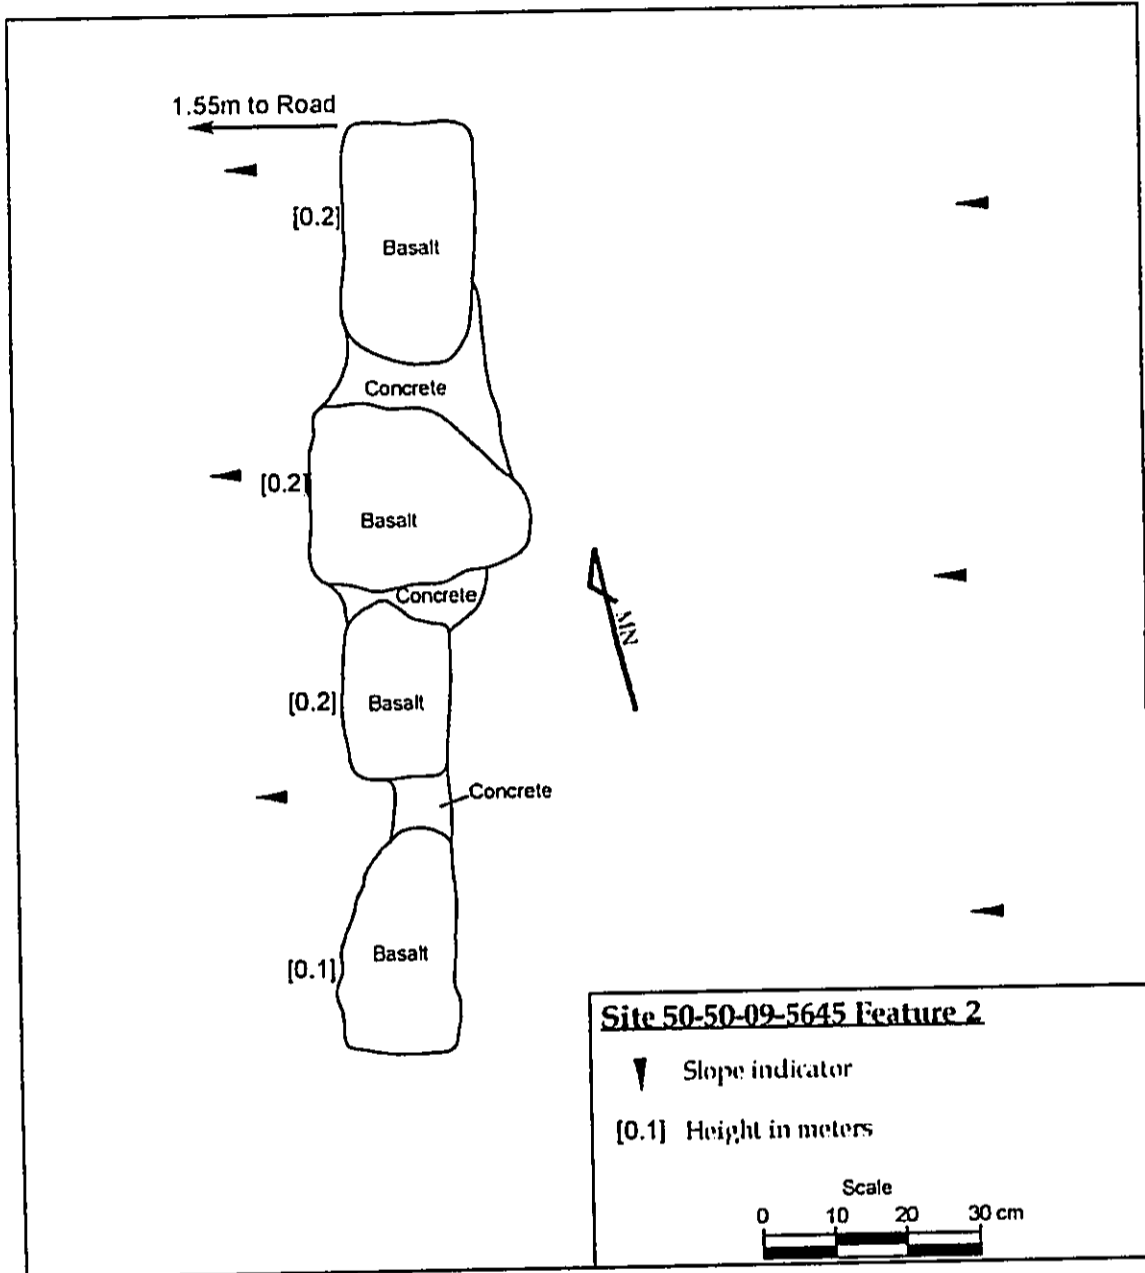 1.55m to Road
[0.2]
Basalt
Concrete
[0.2]
Basalt
Concrete
MN
[0.2]
Basalt
Concrete
Basalt
[0.1]
Site 50-50-09-5645 Feature 2
Slope indicator
[0.1] Height in meters
Scale
0 10 20 30 cm